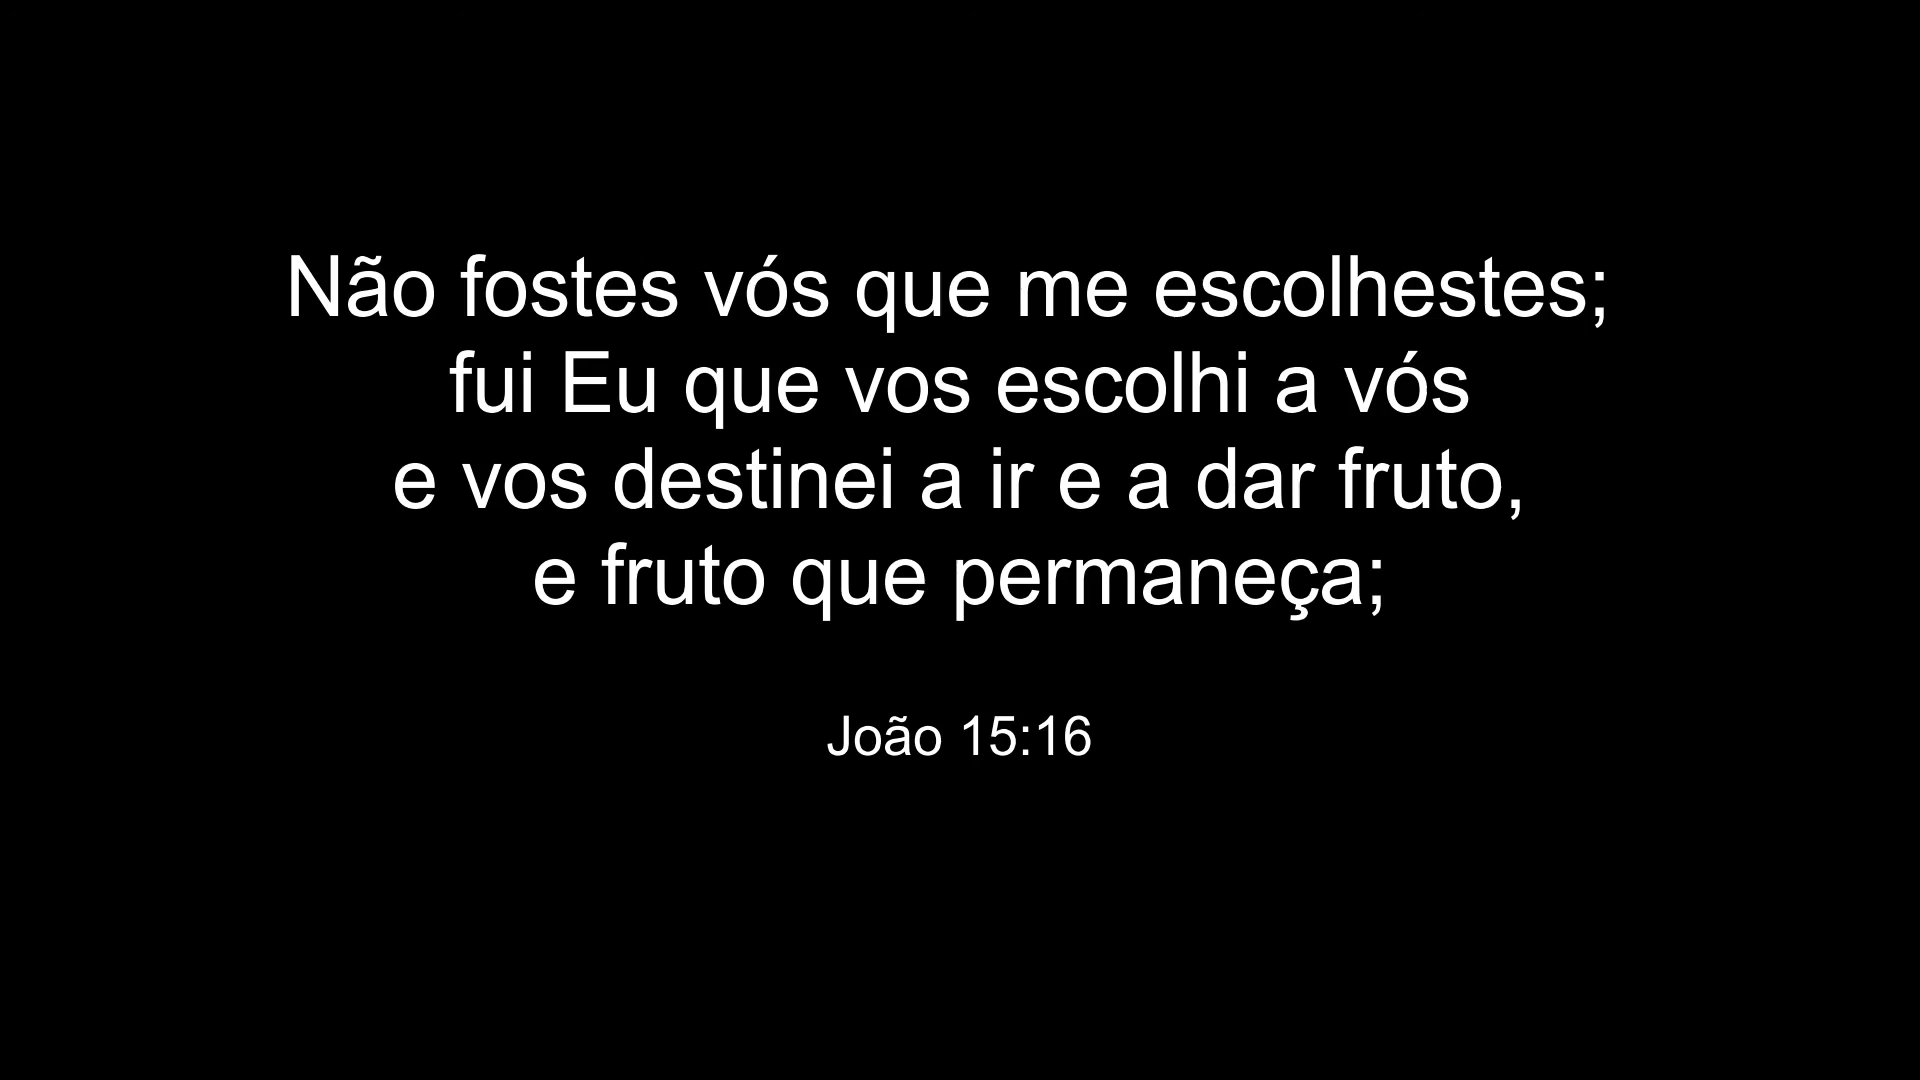 Não fostes vós que me escolhestes;
fui Eu que vos escolhi a vós
e vos destinei a ir e a dar fruto,
e fruto que permaneça;
João 15:16